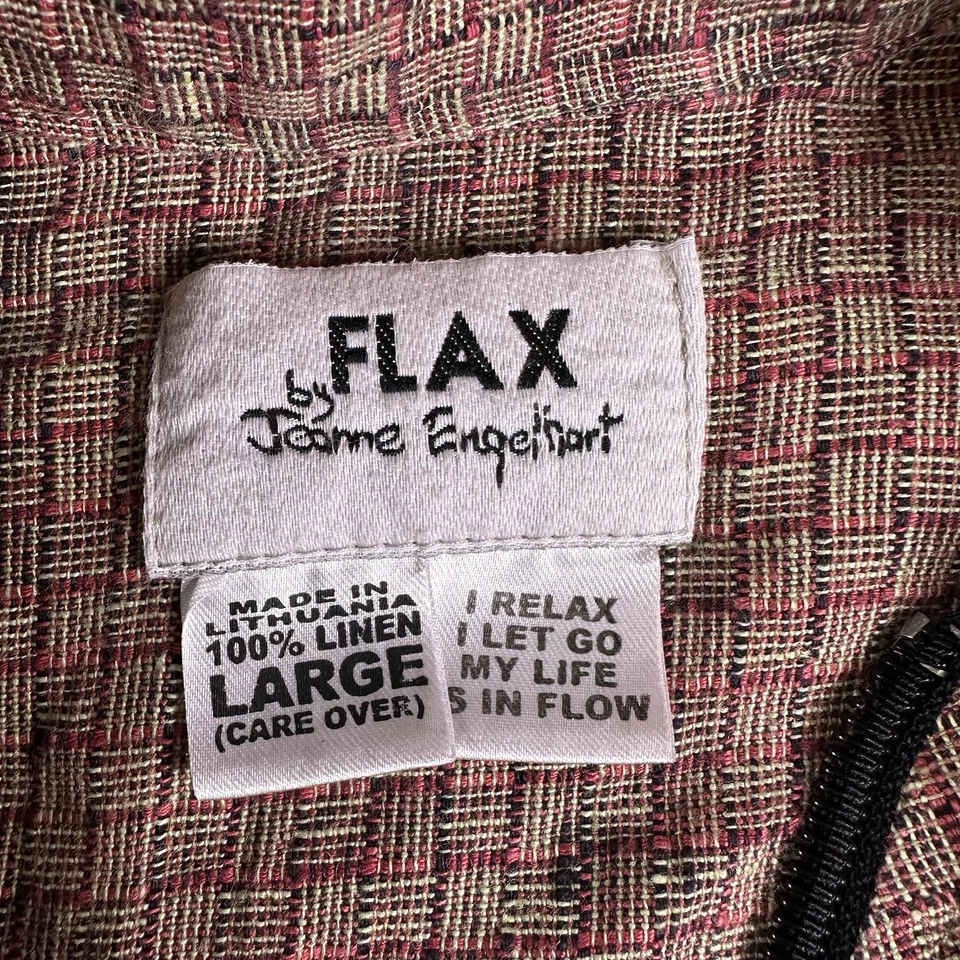 FLAX
by
Joanne Engelhart
MADE IN
LITHUANIA
100% LINEN
LARGE
(CARE OVER)
I RELAX
I LET GO
MY LIFE
S IN FLOW